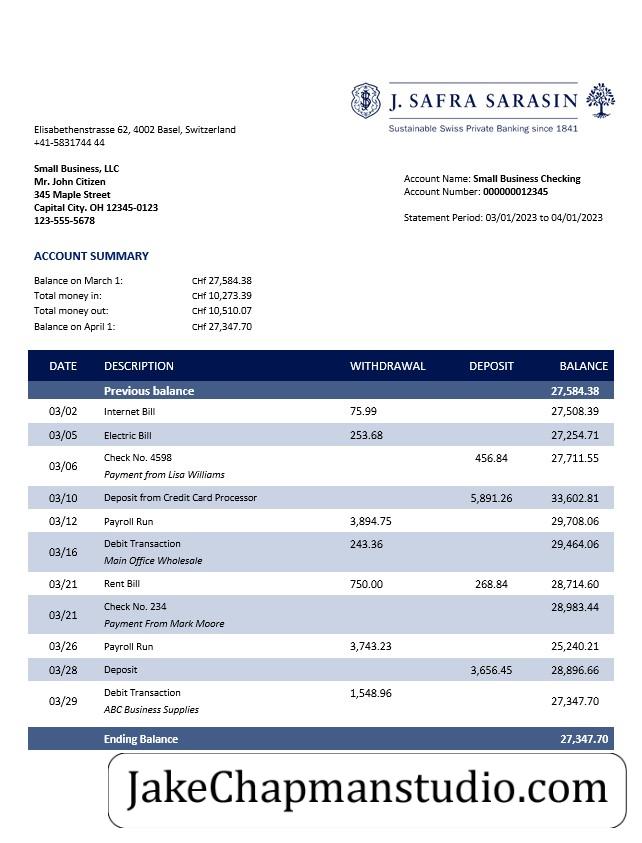 J. SAFRA SARASIN
Sustainable Swiss Private Banking since 1841
Elisabethenstrasse 62, 4002 Basel, Switzerland
+41-5831744 44
Small Business, LLC
Mr. John Citizen
345 Maple Street
Capital City. OH 12345-0123
123-555-5678
Account Name: Small Business Checking
Account Number: 000000012345
Statement Period: 03/01/2023 to 04/01/2023
ACCOUNT SUMMARY
Balance on March 1: CHf 27,584.38
Total money in: CHf 10,273.39
Total money out: CHf 10,510.07
Balance on April 1: CHf 27,347.70
DATE DESCRIPTION WITHDRAWAL DEPOSIT BALANCE
Previous balance 27,584.38
03/02 Internet Bill 75.99 27,508.39
03/05 Electric Bill 253.68 27,254.71
03/06 Check No. 4598 456.84 27,711.55
Payment from Lisa Williams
03/10 Deposit from Credit Card Processor 5,891.26 33,602.81
03/12 Payroll Run 3,894.75 29,708.06
03/16 Debit Transaction 243.36 29,464.06
Main Office Wholesale
03/21 Rent Bill 750.00 268.84 28,714.60
03/21 Check No. 234 28,983.44
Payment From Mark Moore
03/26 Payroll Run 3,743.23 25,240.21
03/28 Deposit 3,656.45 28,896.66
03/29 Debit Transaction 1,548.96 27,347.70
ABC Business Supplies
Ending Balance 27,347.70
JakeChapmanstudio.com